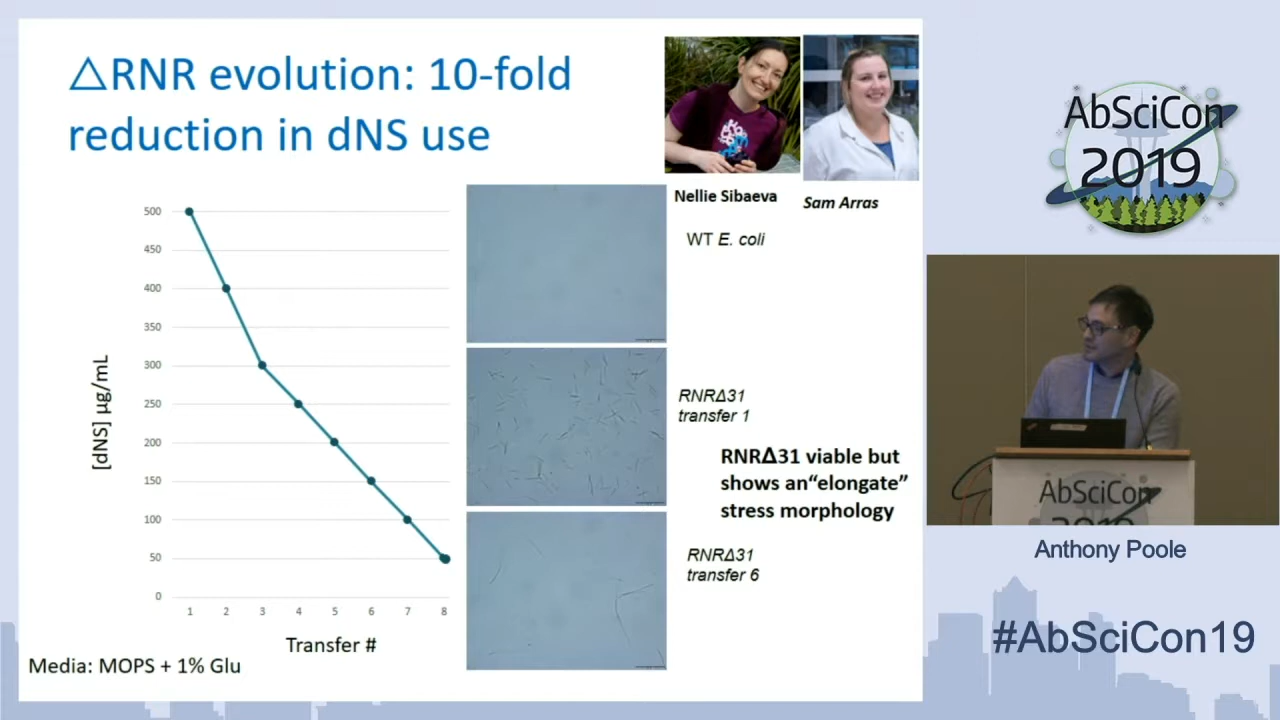 △RNR evolution: 10-fold
reduction in dNS use
Nellie Sibaeva
Sam Arras
WT E. coli
500
450
400
350
300
250
200
150
100
50
0
[dNS] µg/mL
1 2 3 4 5 6 7 8
Transfer #
Media: MOPS + 1% Glu
RNRΔ31
transfer 1
RNRΔ31 viable but
shows an“elongate”
stress morphology
RNRΔ31
transfer 6
AbSciCon
2019
AbSciCon
2019
Anthony Poole
#AbSciCon19